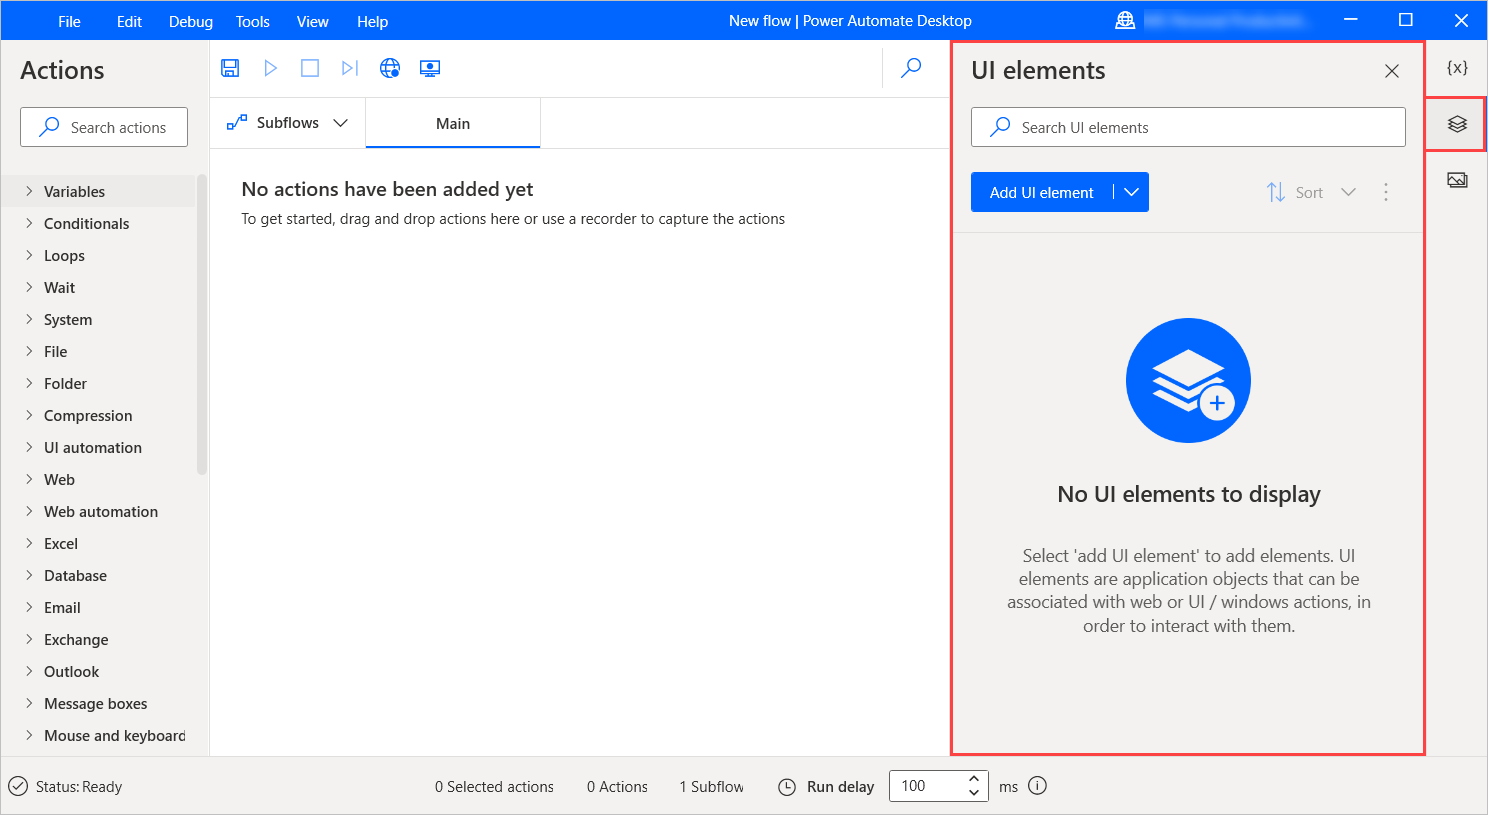 File Edit Debug Tools View Help
New flow | Power Automate Desktop
Actions
Search actions
Variables
Conditionals
Loops
Wait
System
File
Folder
Compression
UI automation
Web
Web automation
Excel
Database
Email
Exchange
Outlook
Message boxes
Mouse and keyboard
Subflows
Main
No actions have been added yet
To get started, drag and drop actions here or use a recorder to capture the actions
UI elements
Search UI elements
Add UI element
Sort
No UI elements to display
Select 'add UI element' to add elements. UI
elements are application objects that can be
associated with web or UI / windows actions, in
order to interact with them.
{x}
Status: Ready
0 Selected actions
0 Actions
1 Subflow
Run delay
100
ms